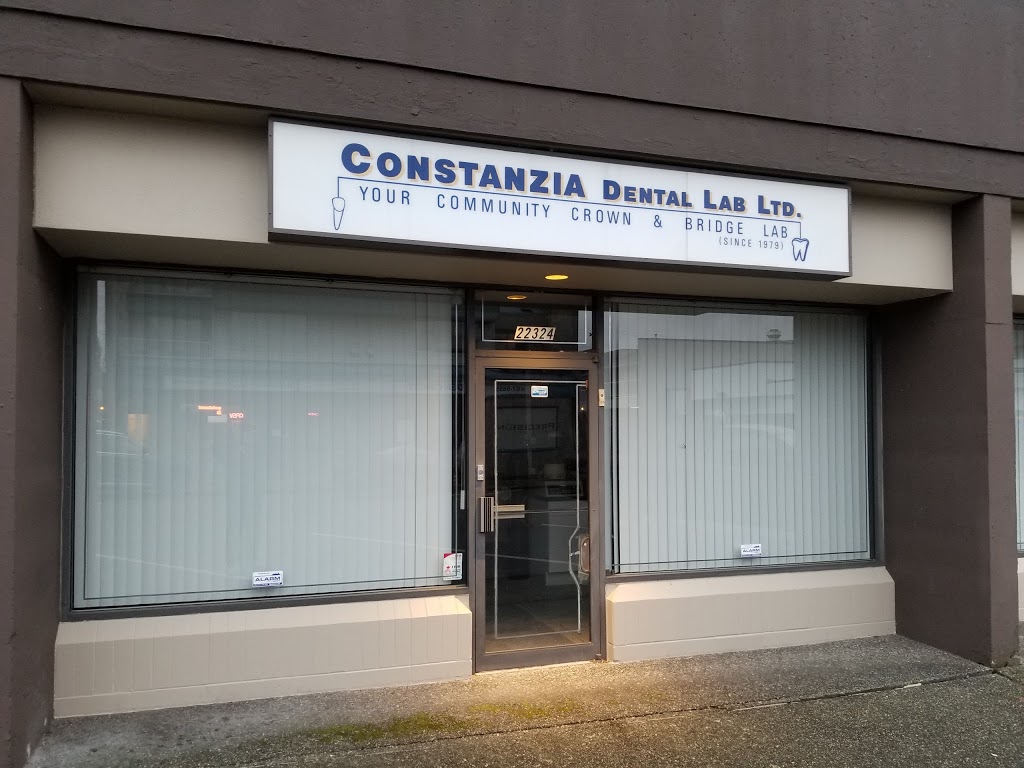 CONSTANZIA DENTAL LAB LTD.
YOUR COMMUNITY CROWN & BRIDGE LAB
(SINCE 1979)
22324
ALARM
ALARM